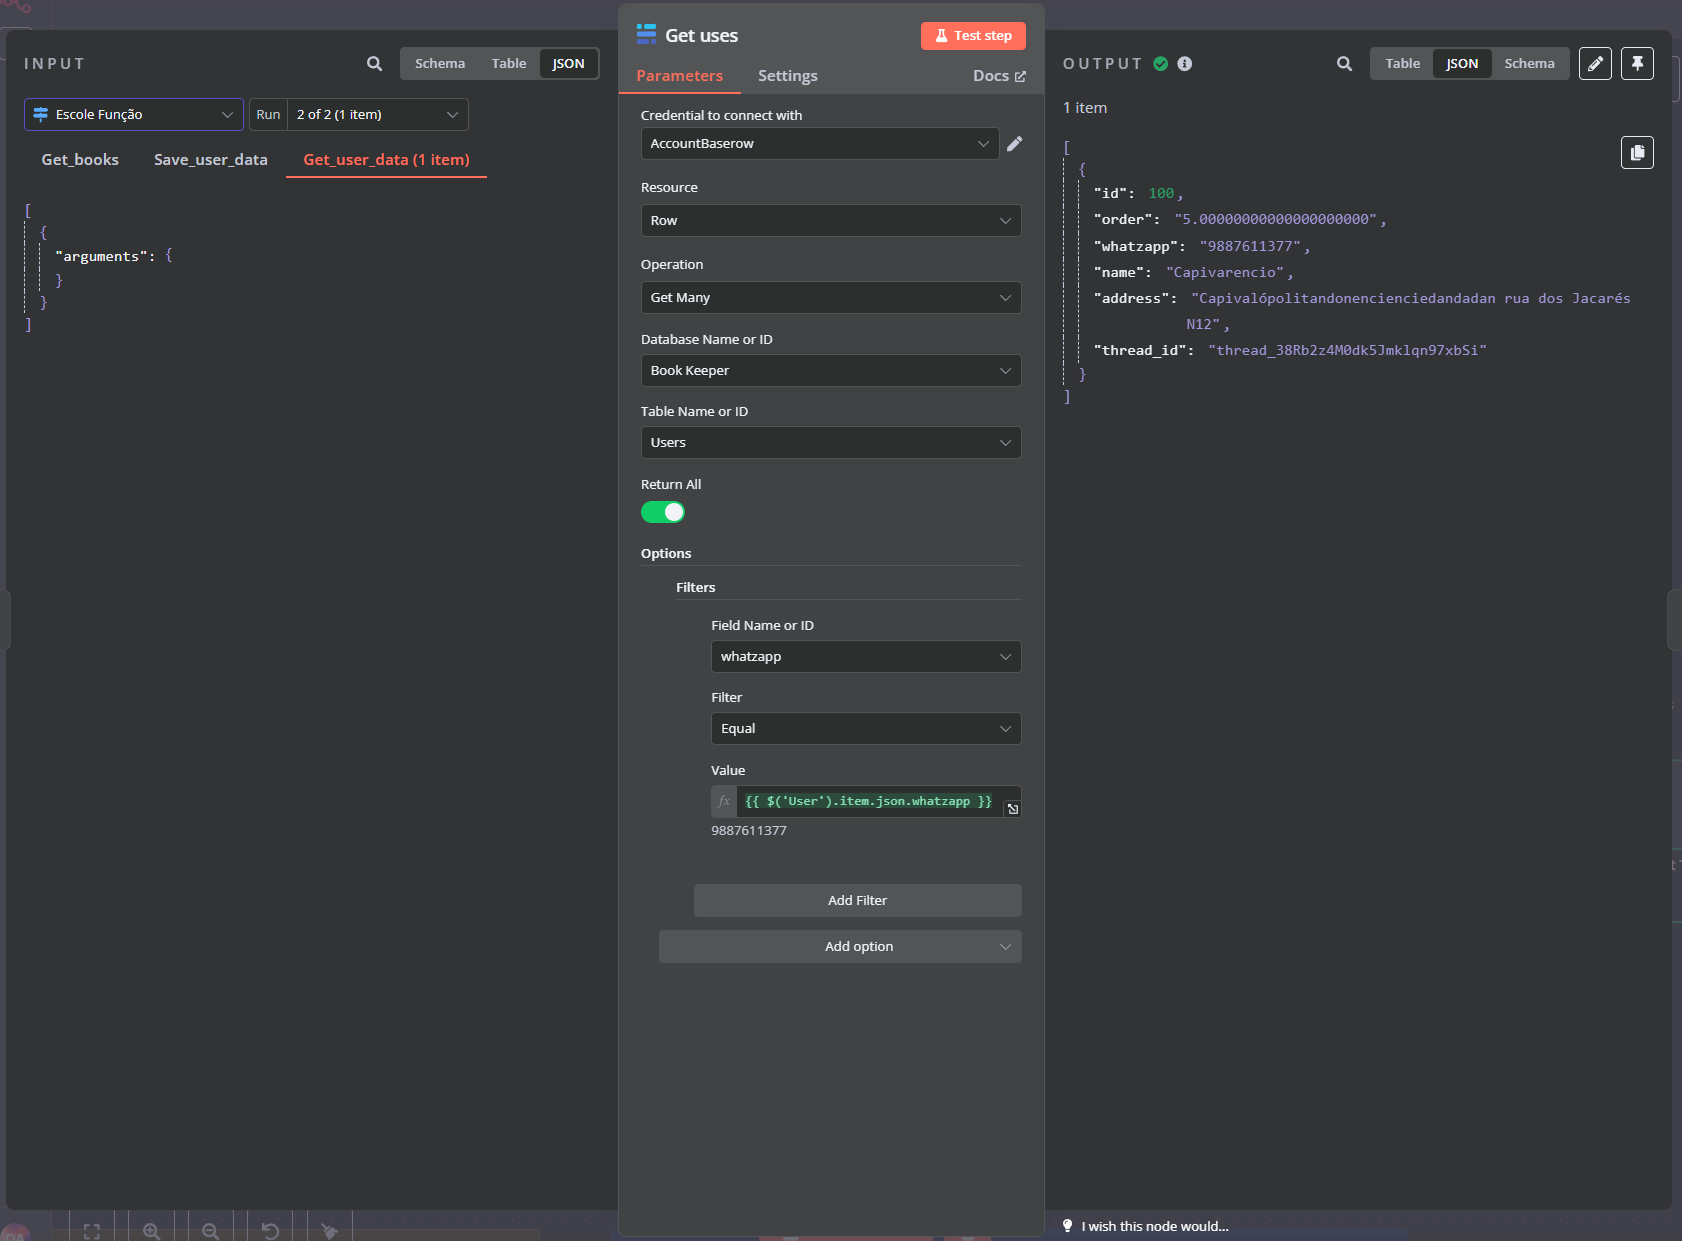 INPUT
Schema
Table
JSON
Escole Função
Run
2 of 2 (1 item)
Get_books
Save_user_data
Get_user_data (1 item)
[
{
"arguments": {
}
}
]
Get uses
Test step
Parameters
Settings
Docs
Credential to connect with
AccountBaserow
Resource
Row
Operation
Get Many
Database Name or ID
Book Keeper
Table Name or ID
Users
Return All
Options
Filters
Field Name or ID
whatzapp
Filter
Equal
Value
fx
{{ $('User').item.json.whatzapp }}
9887611377
Add Filter
Add option
OUTPUT
Table
JSON
Schema
1 item
[
{
"id": 100,
"order": "5.00000000000000000000",
"whatzapp": "9887611377",
"name": "Capivarencio",
"address": "Capivalópolitandonencienciedandadan rua dos Jacarés
N12",
"thread_id": "thread_38Rb2z4M0dk5Jmklqn97xbSi"
}
]
I wish this node would...